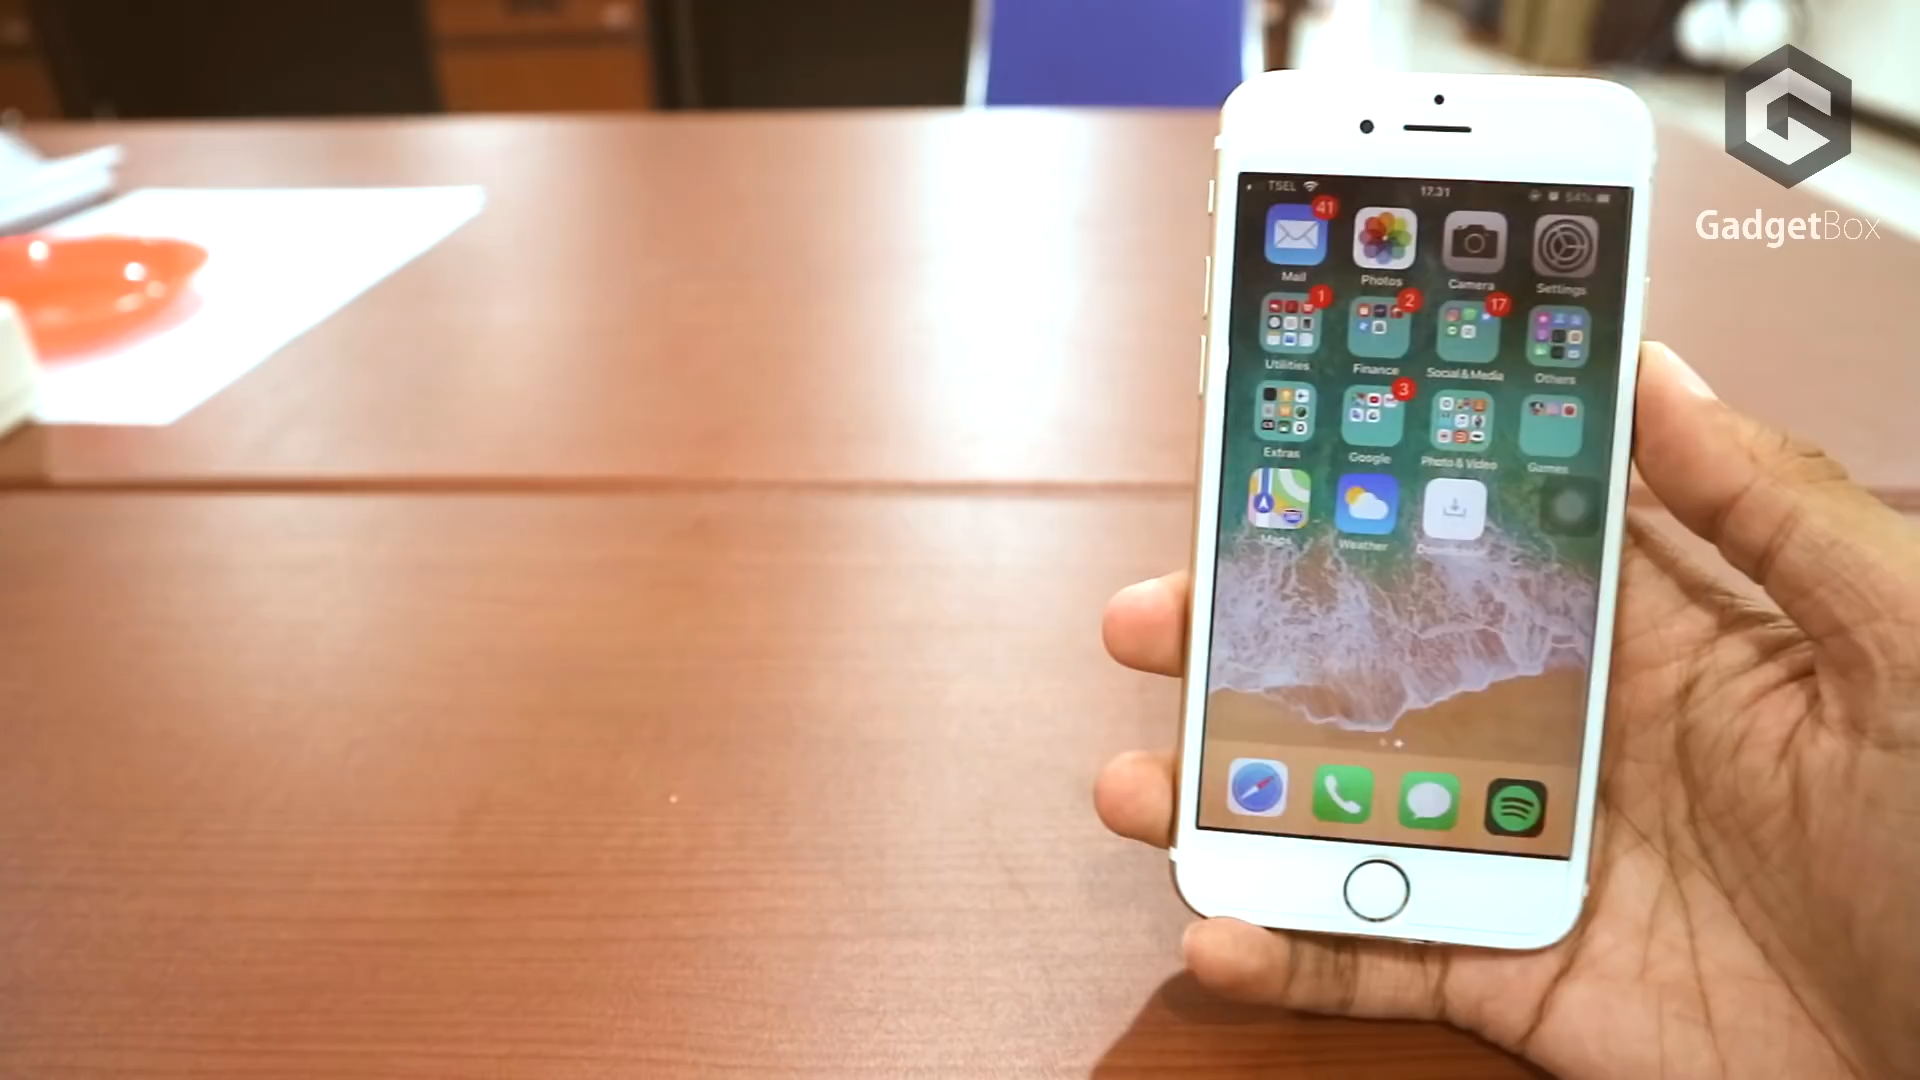 GadgetBox
TSEL 17.31 54%
41
Mail Photos Camera Settings
1 2 17
Utilities Finance Social & Media Others
3
Extras Google Photo & Video Games
Maps Weather